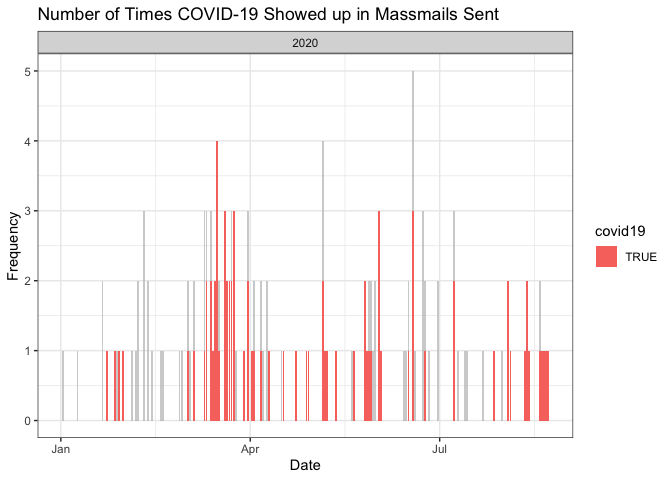 Number of Times COVID-19 Showed up in Massmails Sent
2020
5
4
3
2
1
0
Frequency
Jan
Apr
Jul
Date
covid19
TRUE